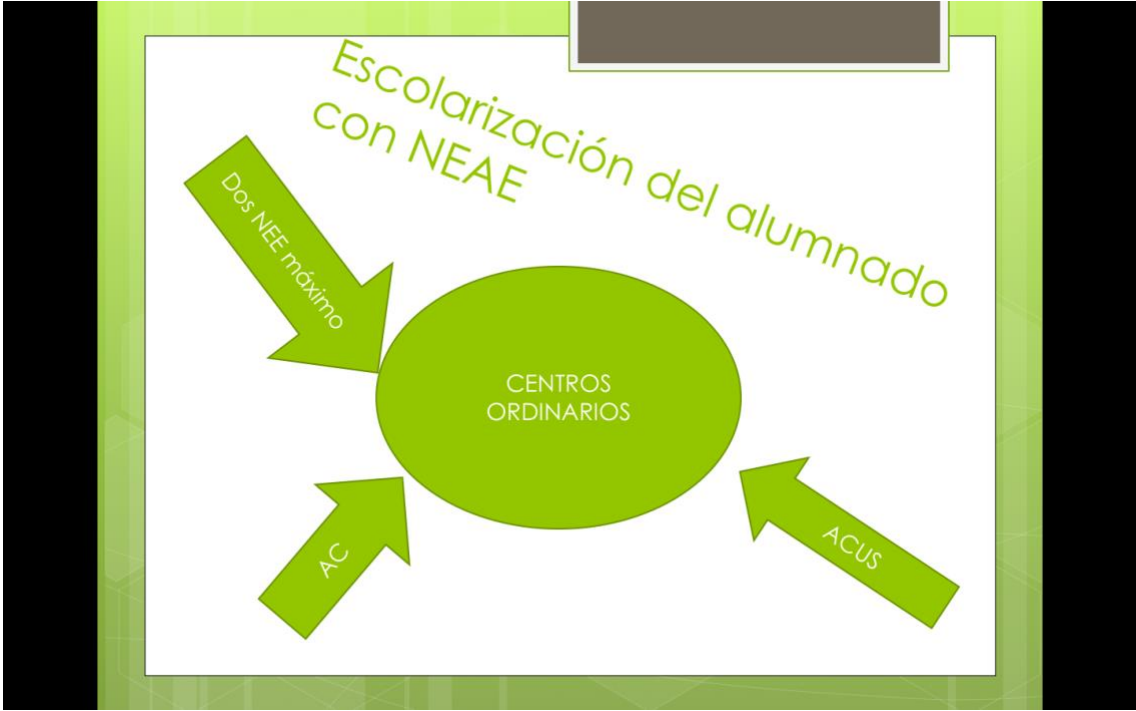 Escolarización del alumnado
con NEAE
Dos NEE máximo
CENTROS
ORDINARIOS
AC
ACUS